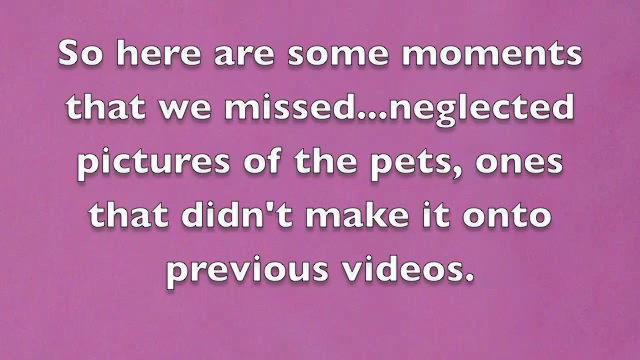 So here are some moments
that we missed...neglected
pictures of the pets, ones
that didn't make it onto
previous videos.